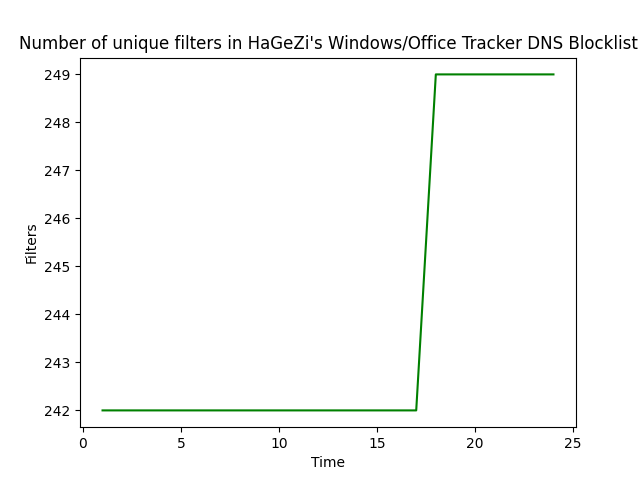 Number of unique filters in HaGeZi's Windows/Office Tracker DNS Blocklist
249
248
247
246
245
244
243
242
Filters
0 5 10 15 20 25
Time